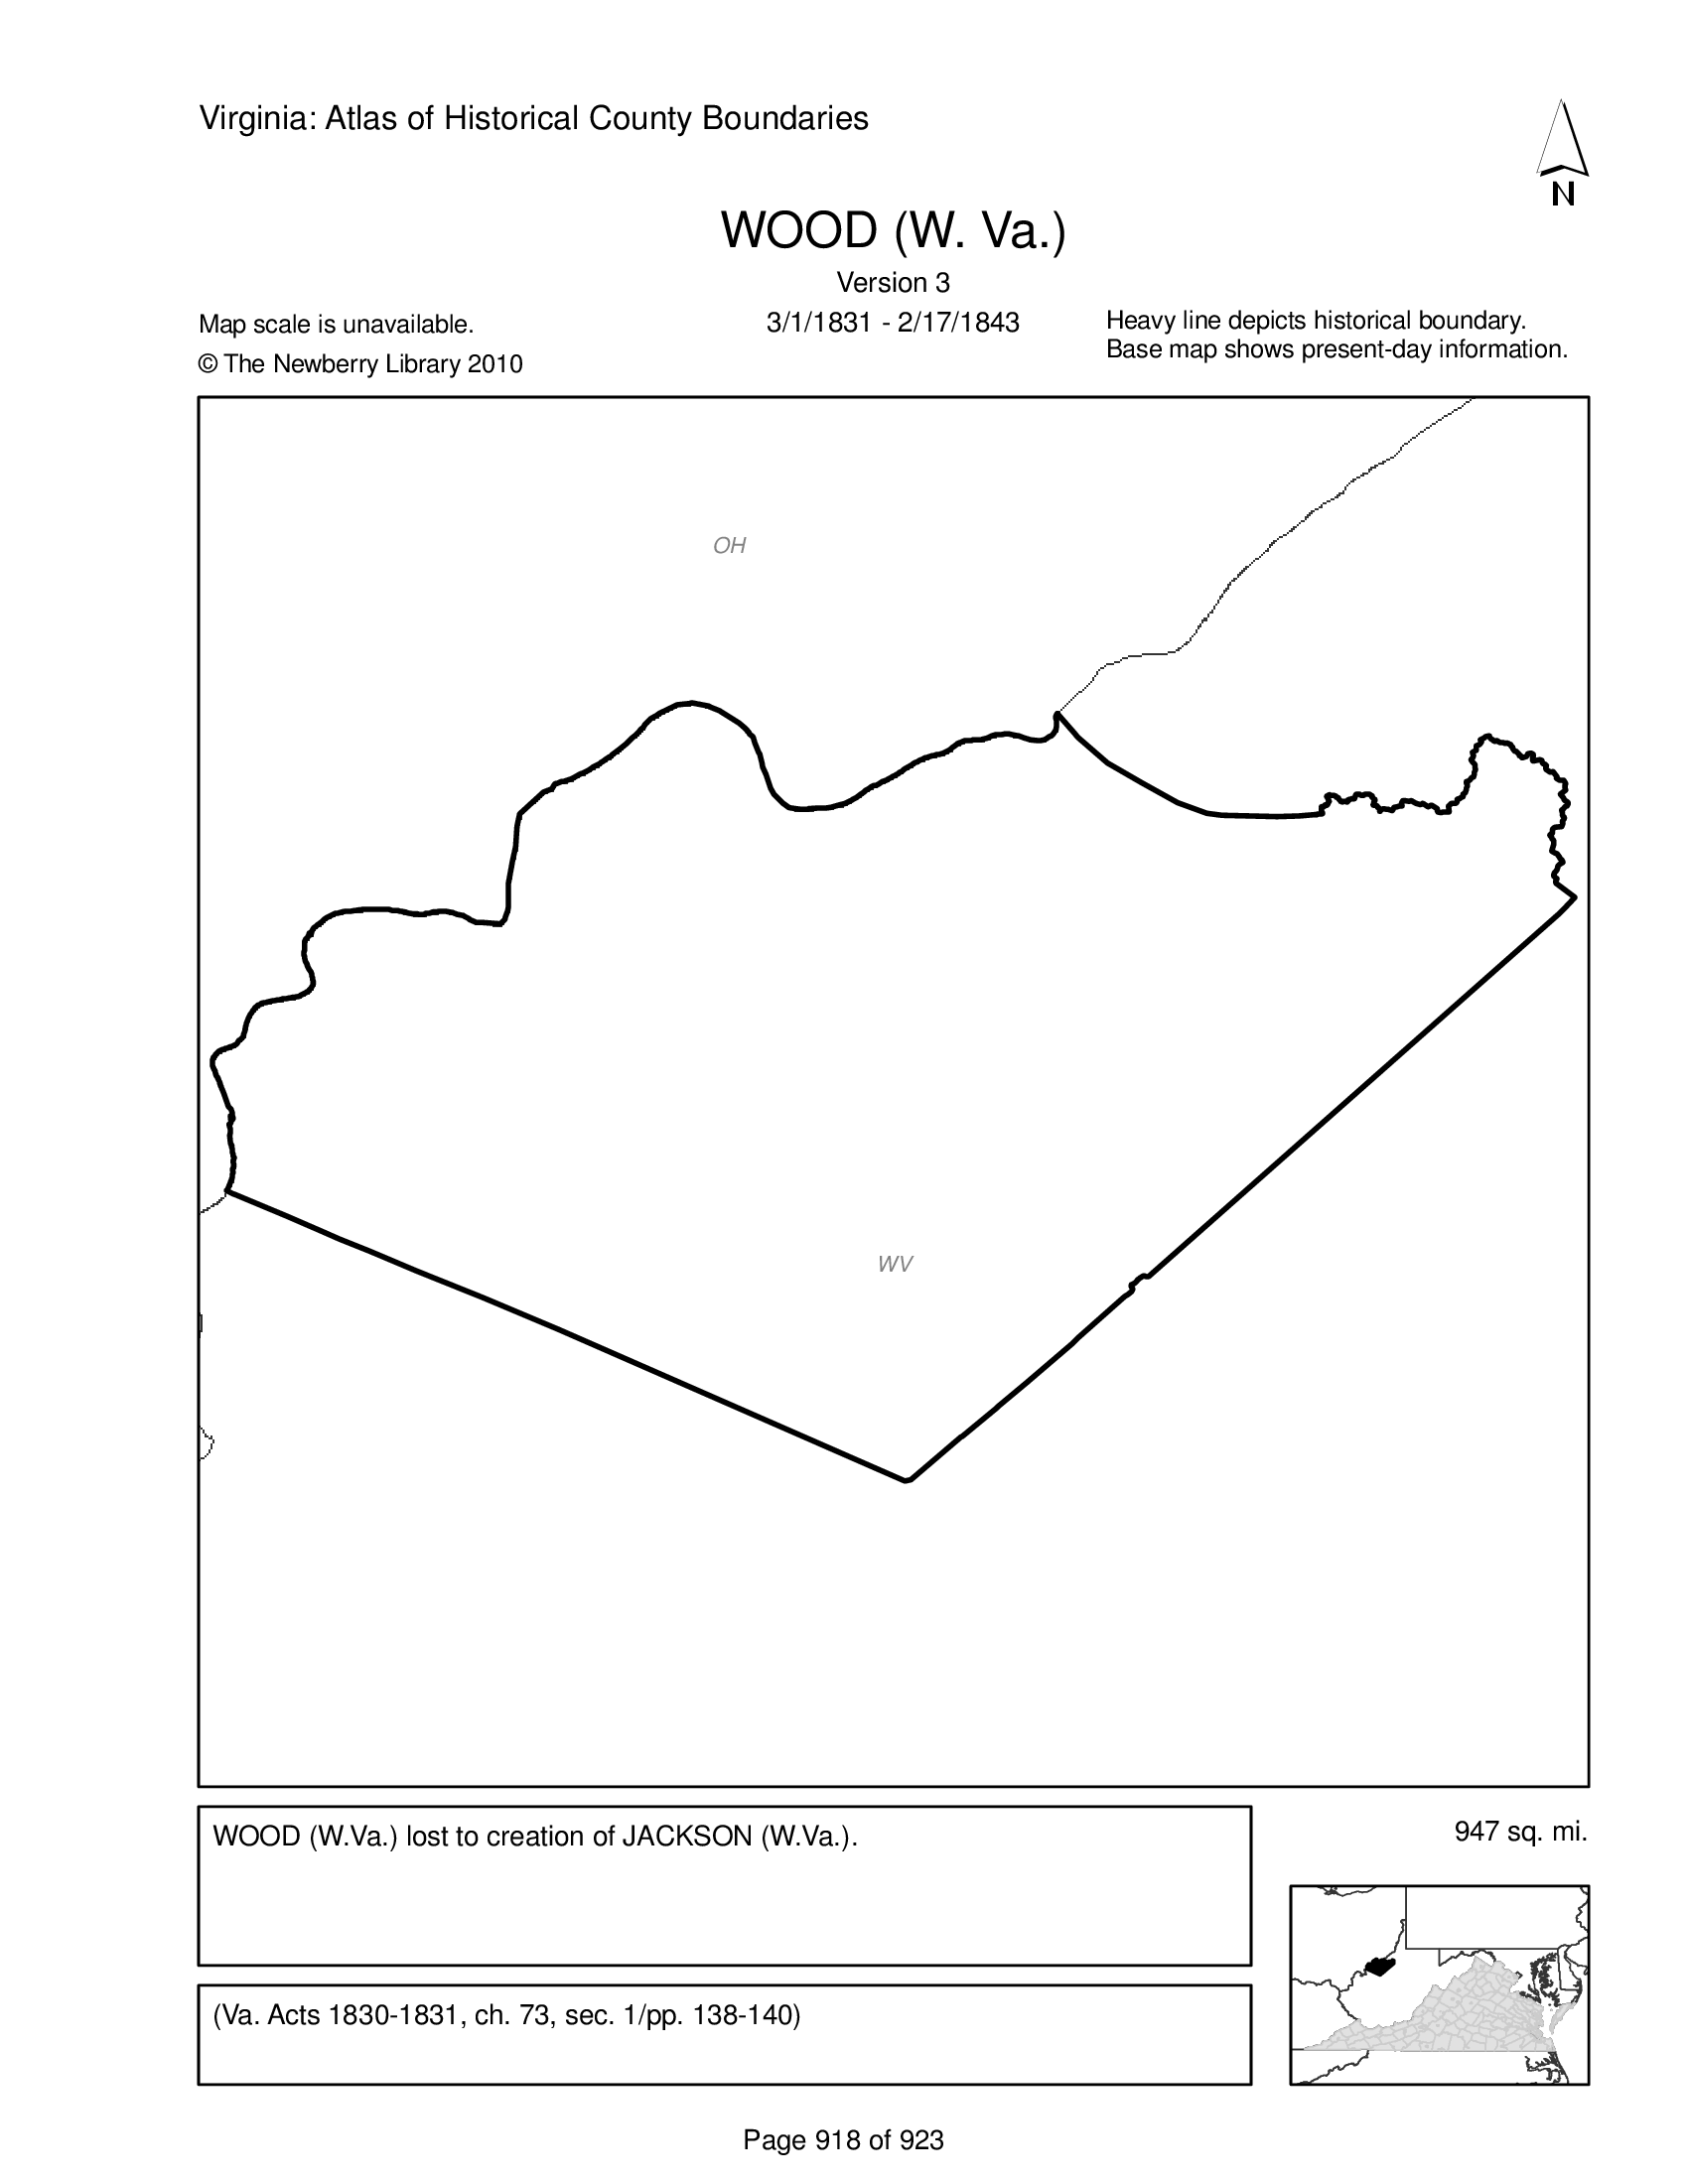 Virginia: Atlas of Historical County Boundaries
N
WOOD (W. Va.)
Version 3
3/1/1831 - 2/17/1843
Map scale is unavailable.
© The Newberry Library 2010
Heavy line depicts historical boundary.
Base map shows present-day information.
OH
WV
WOOD (W.Va.) lost to creation of JACKSON (W.Va.).
947 sq. mi.
(Va. Acts 1830-1831, ch. 73, sec. 1/pp. 138-140)
Page 918 of 923